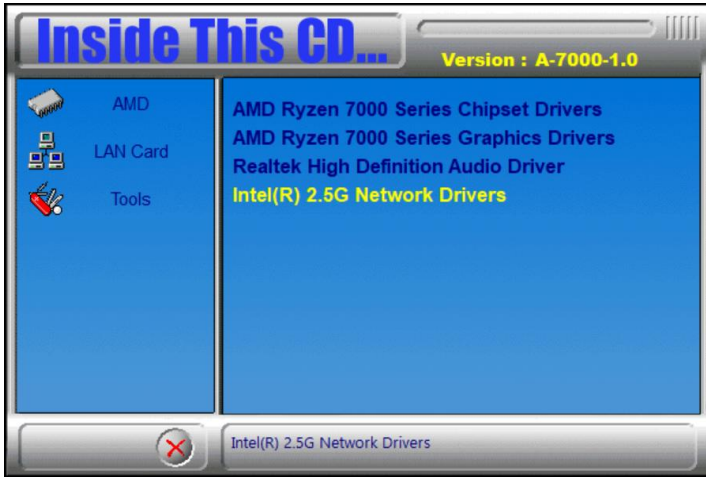 Inside This CD...
Version : A-7000-1.0
AMD
LAN Card
Tools
AMD Ryzen 7000 Series Chipset Drivers
AMD Ryzen 7000 Series Graphics Drivers
Realtek High Definition Audio Driver
Intel(R) 2.5G Network Drivers
Intel(R) 2.5G Network Drivers